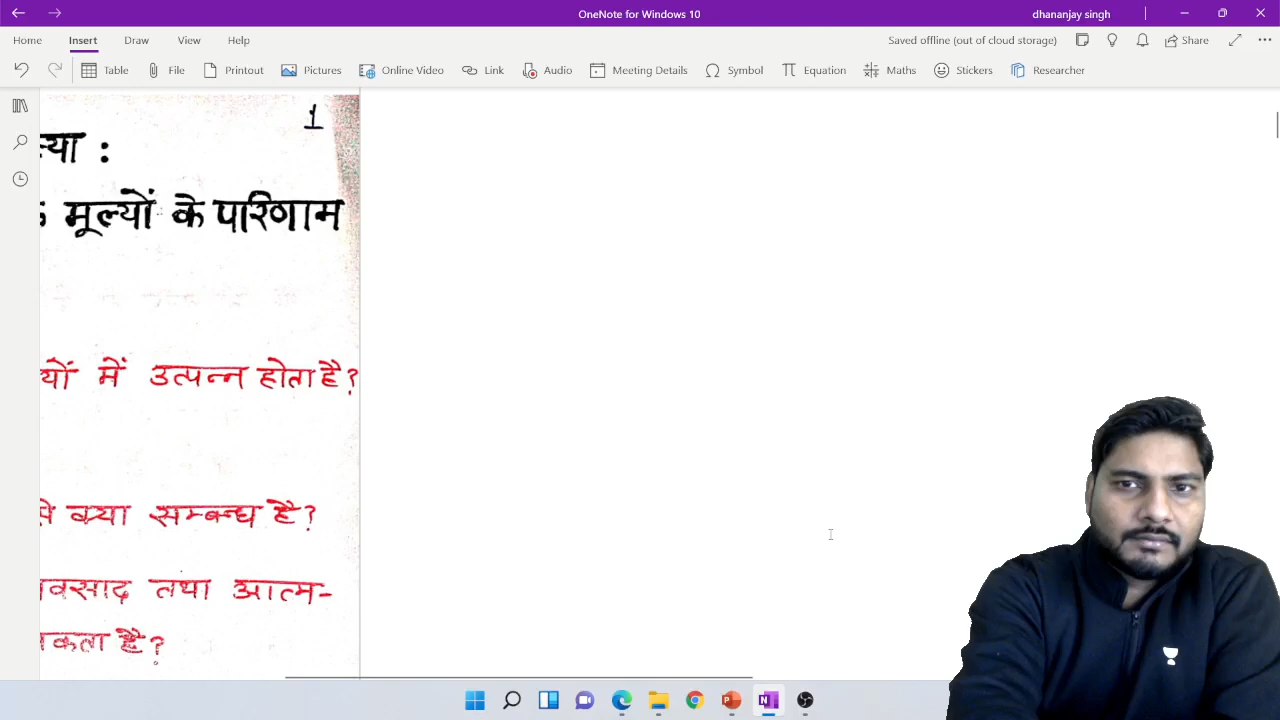 OneNote for Windows 10
dhananjay singh
Home Insert Draw View Help
Saved offline (out of cloud storage)
Share
Table File Printout Pictures Online Video Link Audio Meeting Details Symbol Equation Maths Stickers Researcher
1
मूल्यों के परिणाम
में उत्पन्न होता है?
क्या सम्बन्ध है?
तथा आत्म-
है?